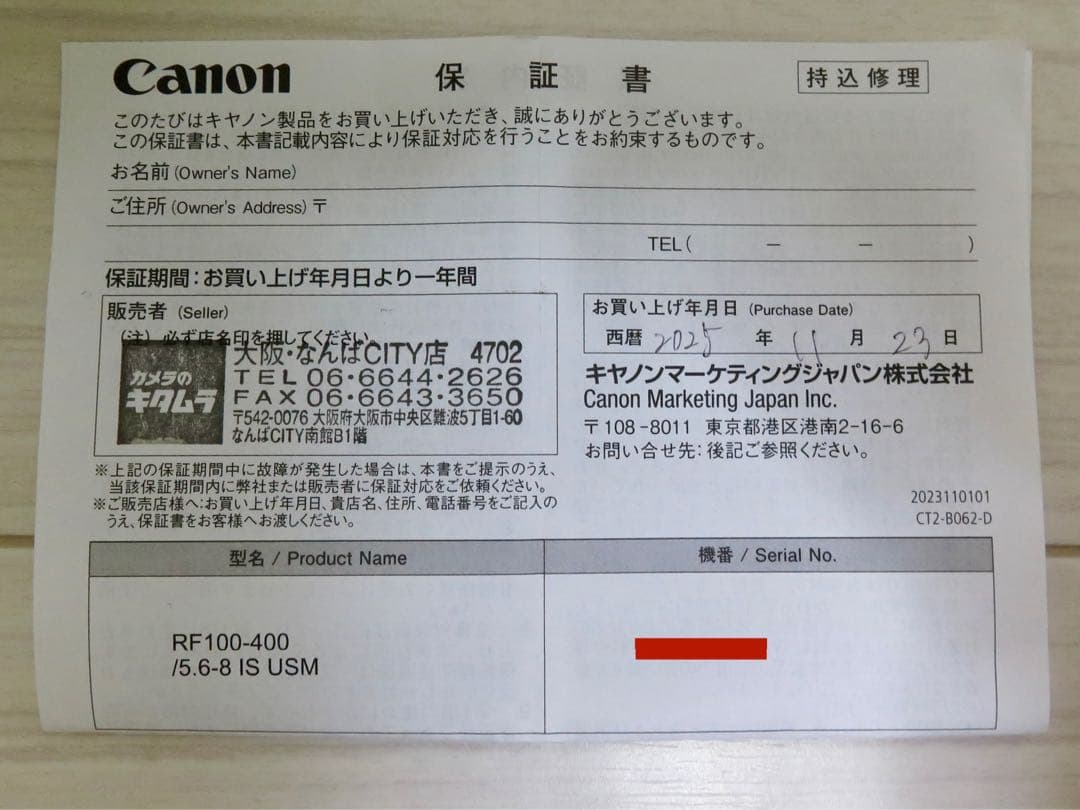 Canon 保証書 持込修理
このたびはキヤノン製品をお買い上げいただき、誠にありがとうございます。
この保証書は、本書記載内容により保証対応を行うことをお約束するものです。
お名前(Owner's Name)
ご住所(Owner's Address)〒
TEL( － － )
保証期間:お買い上げ年月日より一年間
販売者 (Seller)
(注) 必ず店名印を押してください。
カメラの
キタムラ
大阪・なんばCITY店 4702
TEL 06-6644-2626
FAX 06-6643-3650
〒542-0076 大阪府大阪市中央区難波5丁目1-60
なんばCITY南館B1階
お買い上げ年月日 (Purchase Date)
西暦 2025 年 11 月 23 日
キヤノンマーケティングジャパン株式会社
Canon Marketing Japan Inc.
〒108-8011 東京都港区港南2-16-6
お問い合せ先:後記ご参照ください。
※上記の保証期間中に故障が発生した場合は、本書をご提示のうえ、
当該保証期間内に弊社または販売者に保証対応をご依頼ください。
※ご販売店様へ:お買い上げ年月日、貴店名、住所、電話番号をご記入の
うえ、保証書をお客様へお渡しください。
2023110101
CT2-B062-D
型名 / Product Name
機番 / Serial No.
RF100-400
/5.6-8 IS USM